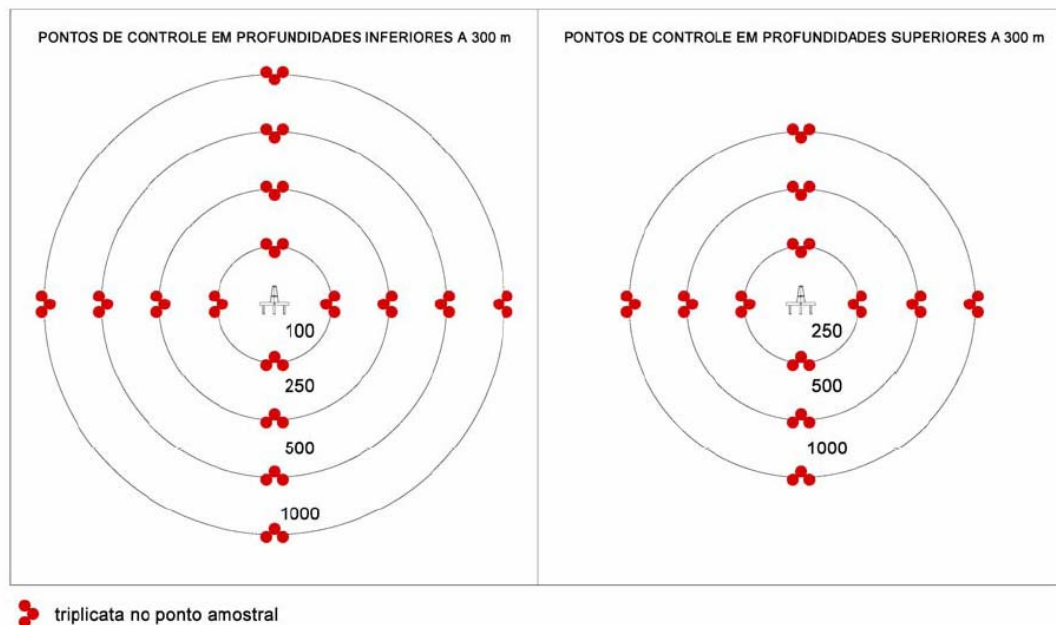 PONTOS DE CONTROLE EM PROFUNDIDADES INFERIORES A 300 m
100
250
500
1000
PONTOS DE CONTROLE EM PROFUNDIDADES SUPERIORES A 300 m
250
500
1000
triplicata no ponto amostral